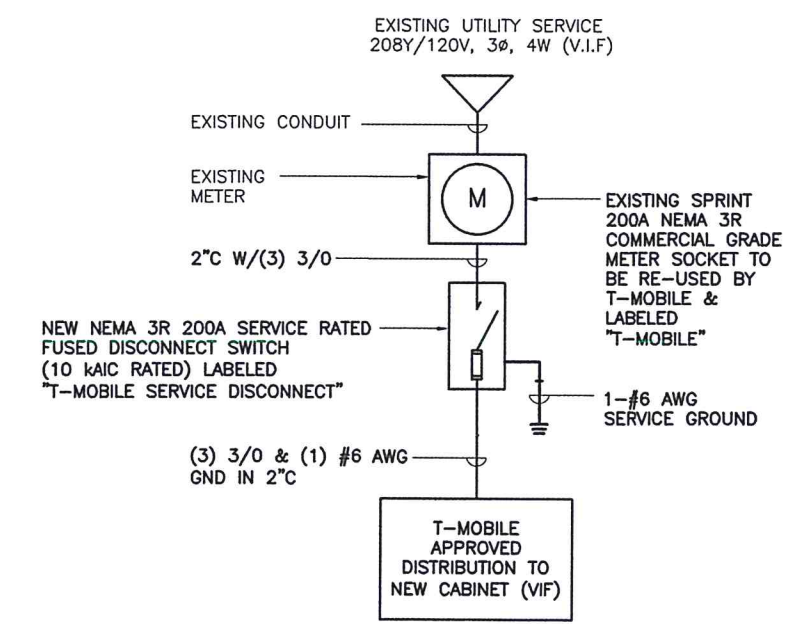 EXISTING UTILITY SERVICE
208Y/120V, 3ø, 4W (V.I.F)
EXISTING CONDUIT
EXISTING
METER
M
EXISTING SPRINT
200A NEMA 3R
COMMERCIAL GRADE
METER SOCKET TO
BE RE-USED BY
T-MOBILE &
LABELED
"T-MOBILE"
2"C W/(3) 3/0
NEW NEMA 3R 200A SERVICE RATED
FUSED DISCONNECT SWITCH
(10 kAIC RATED) LABELED
"T-MOBILE SERVICE DISCONNECT"
1-#6 AWG
SERVICE GROUND
(3) 3/0 & (1) #6 AWG
GND IN 2"C
T-MOBILE
APPROVED
DISTRIBUTION TO
NEW CABINET (VIF)